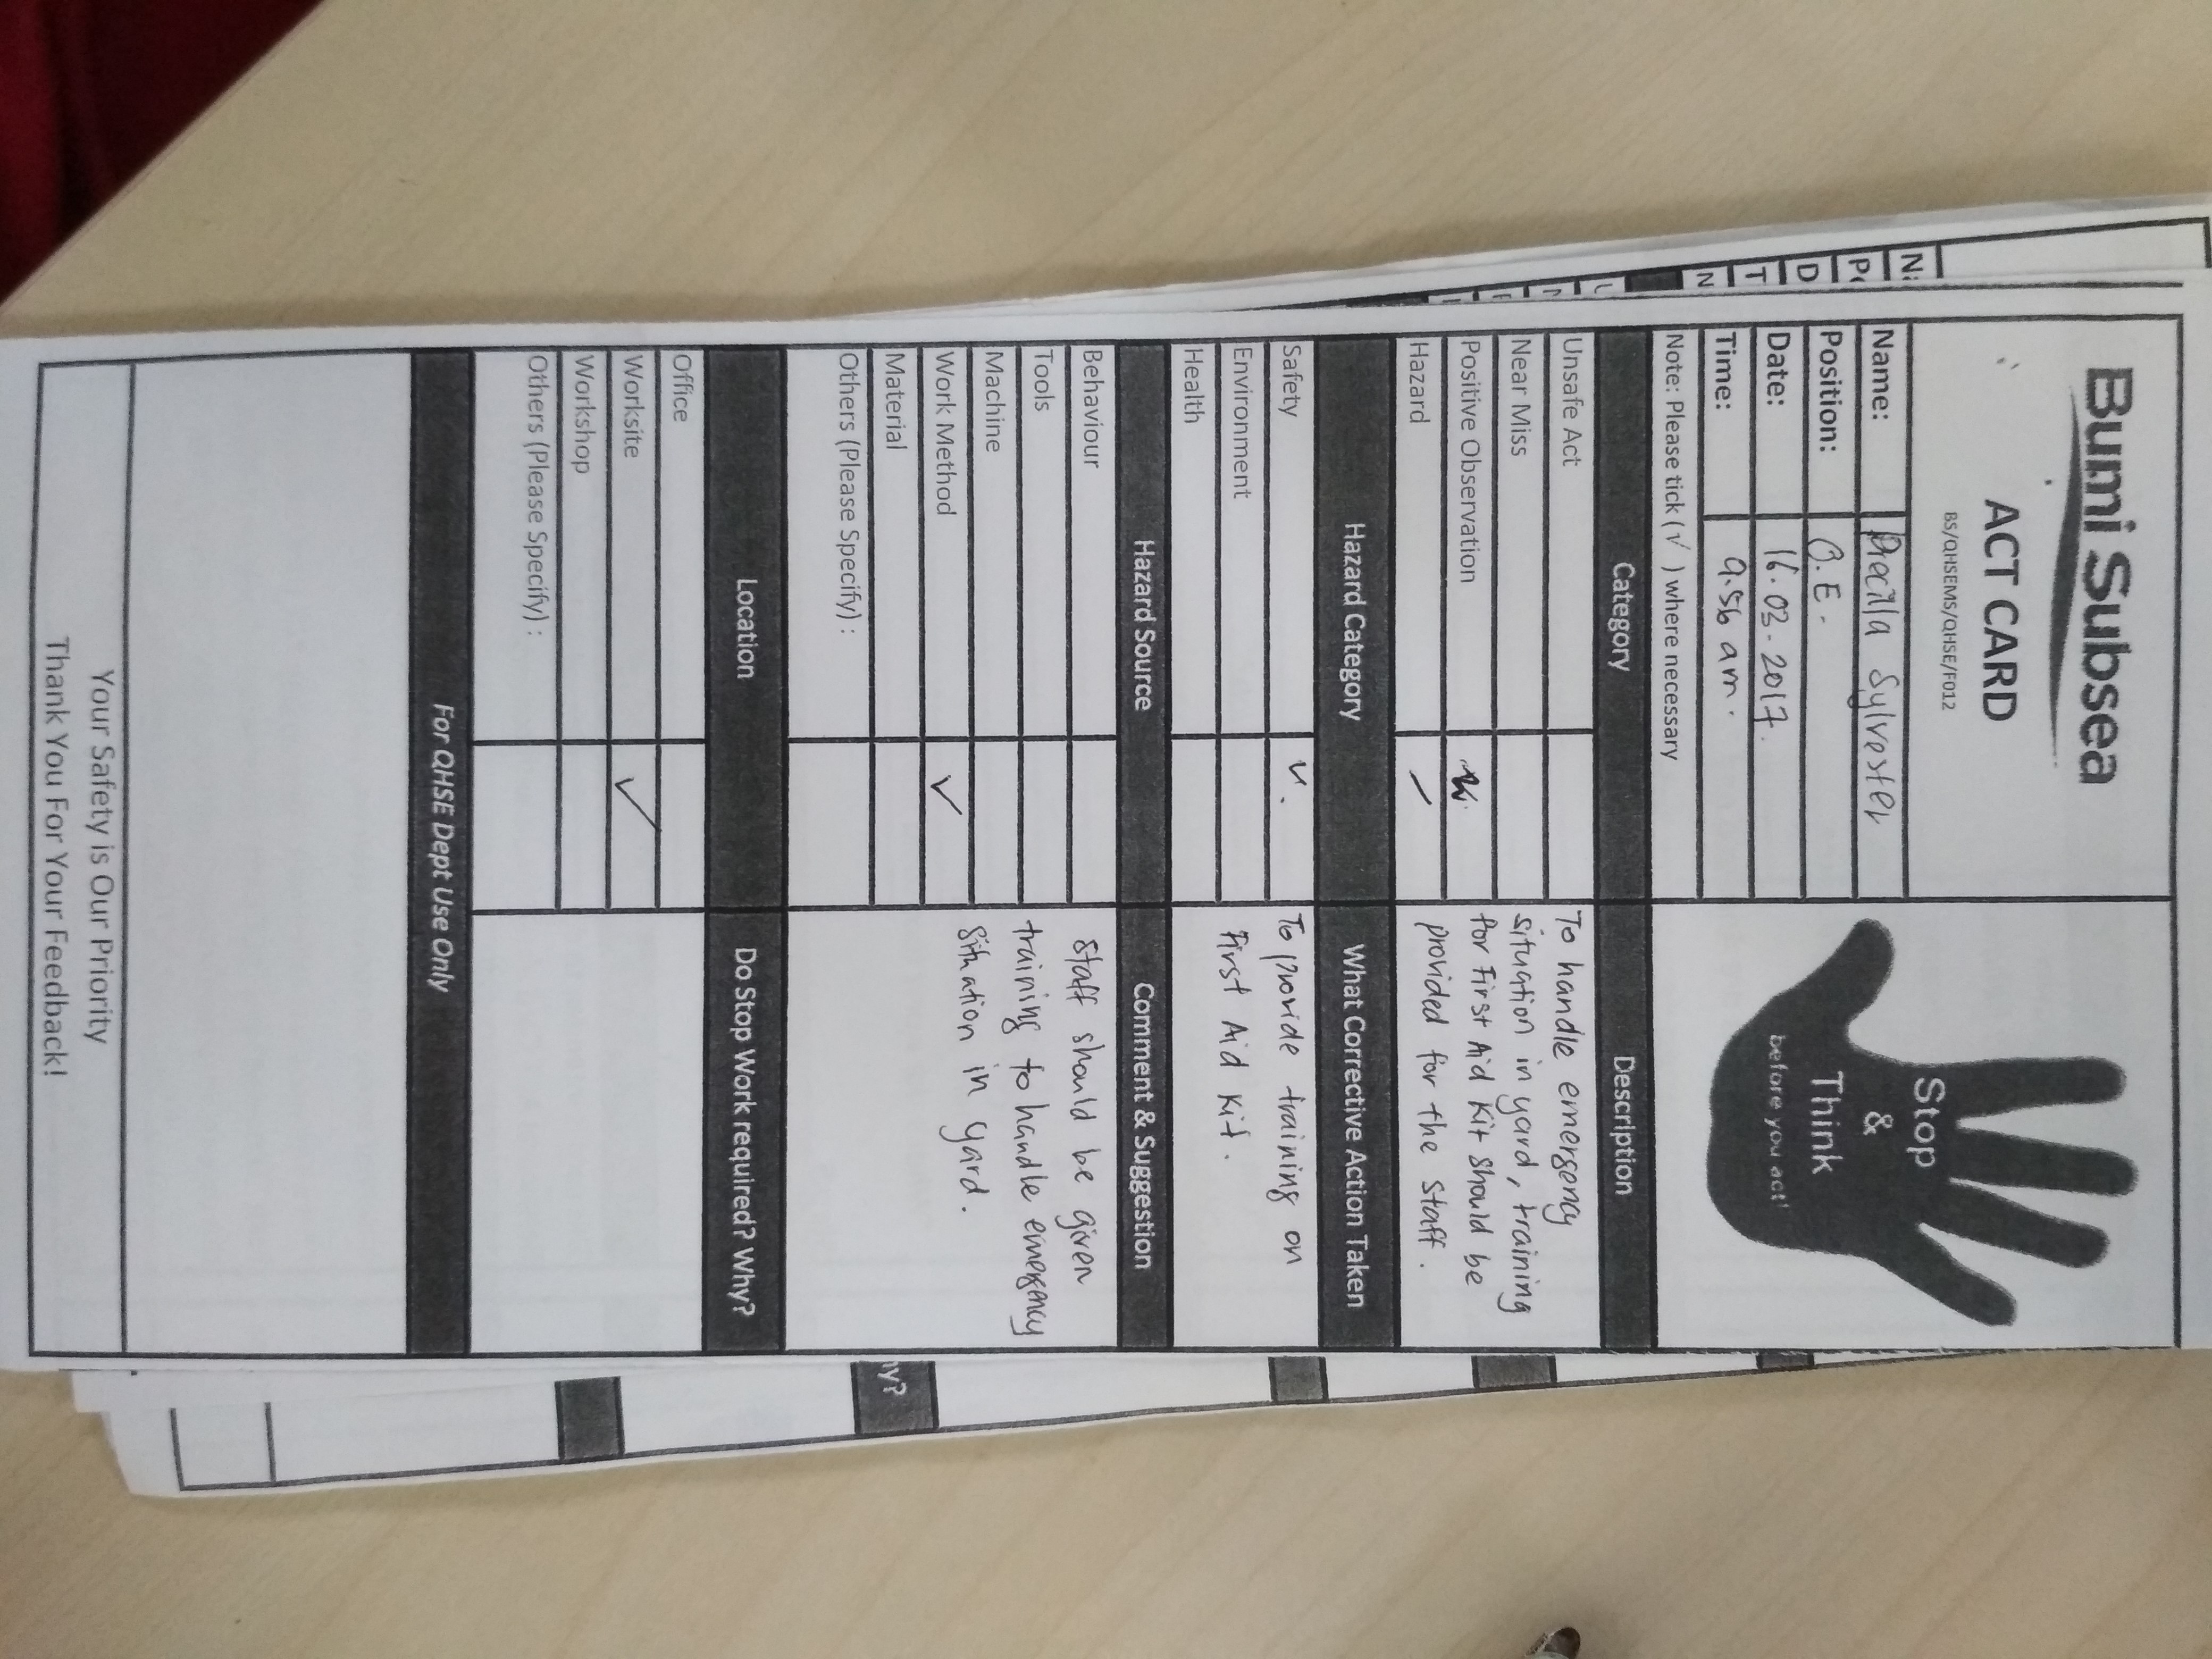 Bumi Subsea
ACT CARD
BS/QHSEMS/QHSE/F012
Stop
&
Think
before you act!
Name: Precilla Sylvester
Position: O.E.
Date: 16.03.2017.
Time: 9.56 am.
Note: Please tick (√ ) where necessary
Category
Unsafe Act
Near Miss
Positive Observation
Hazard ✓
Description
To handle emergency
situation in yard, training
for First Aid Kit should be
provided for the staff.
Hazard Category
Safety ✓.
Environment
Health
What Corrective Action Taken
To provide training on
First Aid Kit.
Hazard Source
Behaviour
Tools
Machine
Work Method ✓
Material
Others (Please Specify) :
Comment & Suggestion
Staff should be given
training to handle emergency
situation in yard.
Location
Office
Worksite ✓
Workshop
Others (Please Specify) :
Do Stop Work required? Why?
For QHSE Dept Use Only
Your Safety is Our Priority
Thank You For Your Feedback!